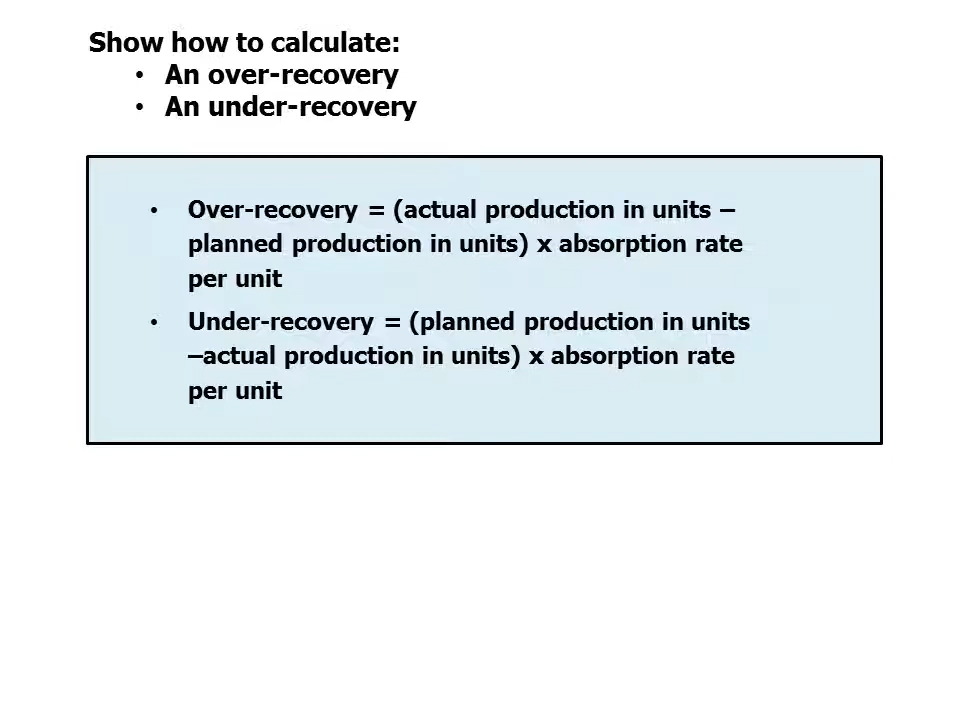 Show how to calculate:
• An over-recovery
• An under-recovery
• Over-recovery = (actual production in units –
planned production in units) x absorption rate
per unit
• Under-recovery = (planned production in units
–actual production in units) x absorption rate
per unit